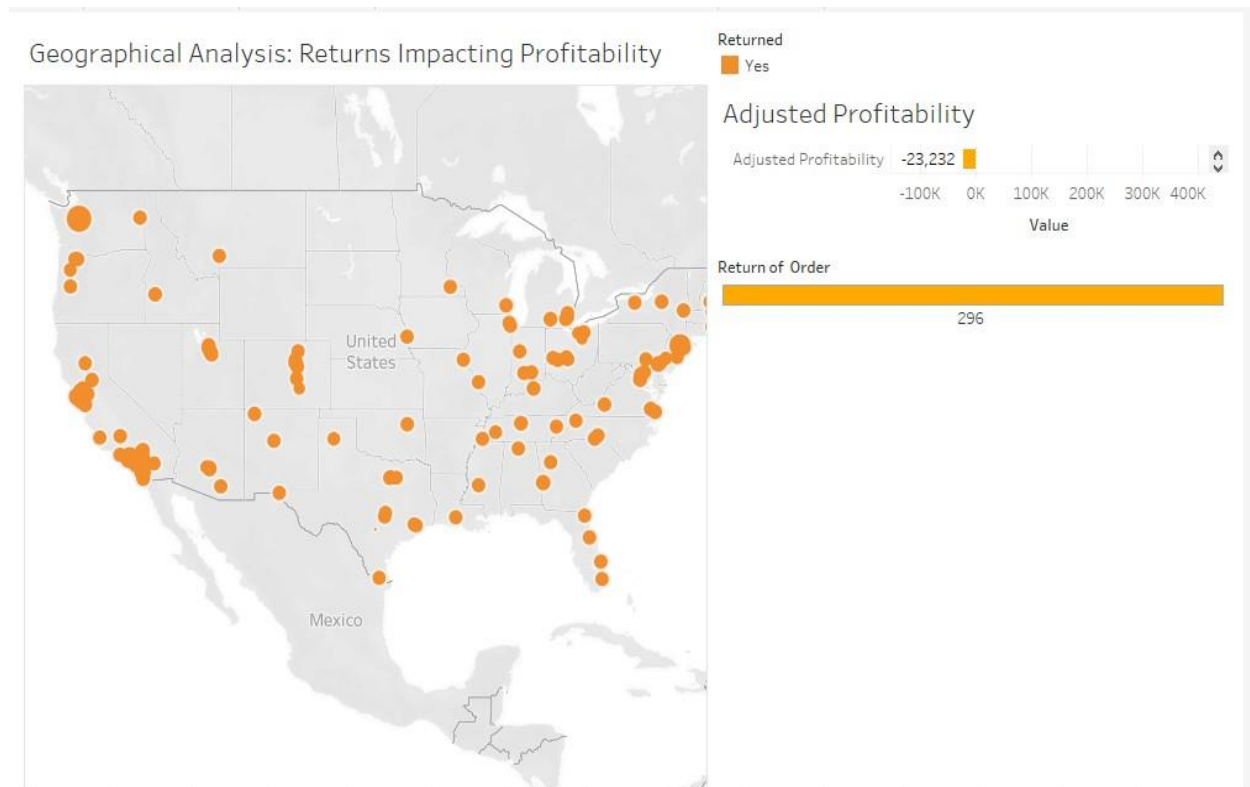 Geographical Analysis: Returns Impacting Profitability
United
States
Mexico
Returned
Yes
Adjusted Profitability
Adjusted Profitability -23,232
-100K 0K 100K 200K 300K 400K
Value
Return of Order
296